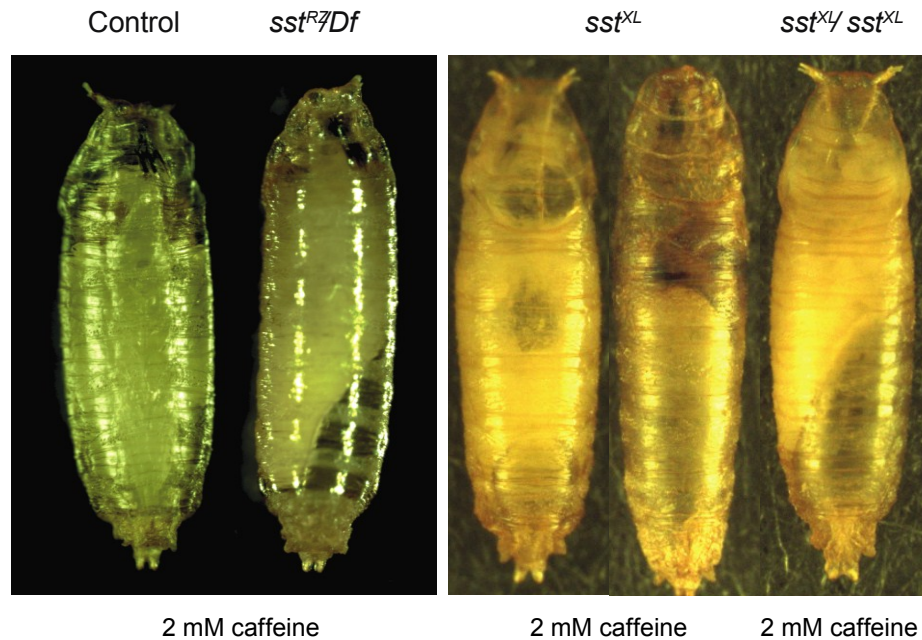 Control sst^RZ/Df sst^XL sst^XL/ sst^XL
2 mM caffeine 2 mM caffeine 2 mM caffeine